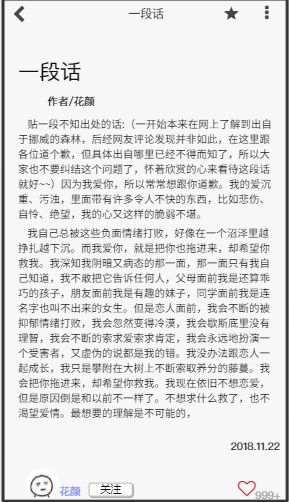 一段话
一段话
作者/花颜
贴一段不知出处的话:（一开始本来在网上了解到出自
于挪威的森林，后经网友评论发现并非如此，在这里跟
各位道个歉，但具体出自哪里已经不得而知了，所以大
家也不要纠结这个问题了，怀着欣赏的心来看待这段话
就好~~）因为我爱你，所以常常想跟你道歉。我的爱沉
重、污浊，里面带有许多令人不快的东西，比如悲伤、
自怜、绝望，我的心又这样的脆弱不堪。
我自己总被这些负面情绪打败，好像在一个沼泽里越
挣扎越下沉。而我爱你，就是把你也拖进来，却希望你
救我。我深知我阴暗又病态的那一面，那一面只有我自
己知道，我不敢把它告诉任何人，父母面前我是还算乖
巧的孩子，朋友面前我是有趣的妹子，同学面前我是连
名字也叫不出来的女生。但是恋人面前，我会不断的被
抑郁情绪打败，我会忽然变得冷漠，我会歇斯底里没有
理智，我会不断的索求爱索求肯定，我会永远地扮演一
个受害者，又虚伪的说都是我的错。我没办法跟恋人一
起成长，我只是攀附在大树上不断索取养分的藤蔓。我
会把你拖进来，却希望你救我。我现在依旧不想恋爱，
但是原因倒是和以前不一样了。不想求什么救了，也不
渴望爱情。最想要的理解是不可能的，
2018.11.22
花颜
关注
999+